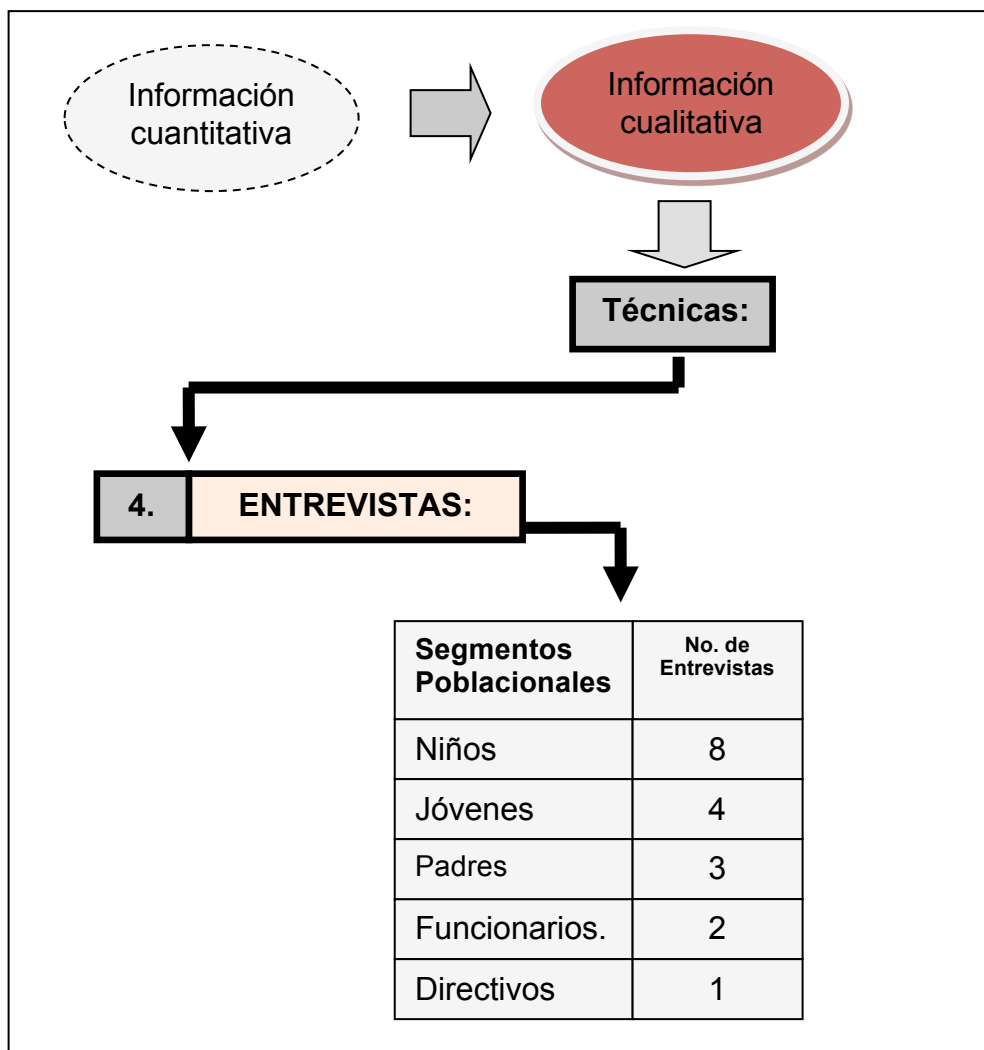 Información
cuantitativa
Información
cualitativa
Técnicas:
4. ENTREVISTAS:
Segmentos
Poblacionales
No. de
Entrevistas
Niños 8
Jóvenes 4
Padres 3
Funcionarios. 2
Directivos 1